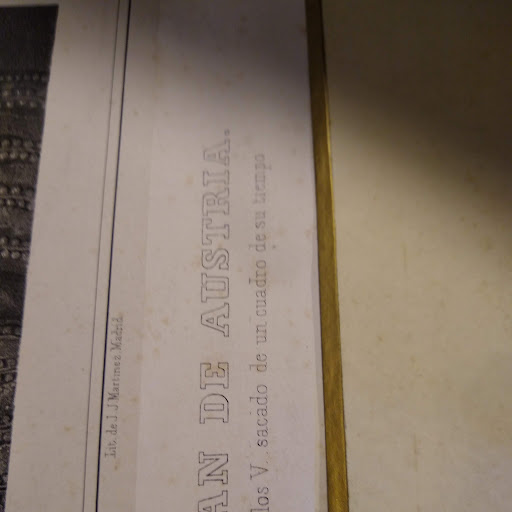 Lit. de J. J Martinez Madrid.
AN DE AUSTRIA.
los V. sacado de un cuadro de su tiempo